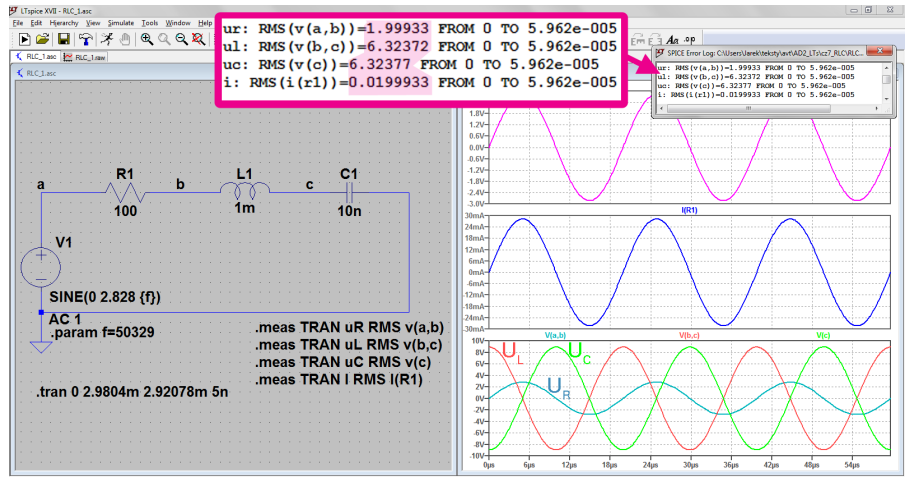 LTspice XVII - RLC_1.asc
File Edit Hierarchy View Simulate Tools Window Help
RLC_1.asc RLC_1.raw
RLC_1.asc
ur: RMS(v(a,b))=1.99933 FROM 0 TO 5.962e-005
ul: RMS(v(b,c))=6.32372 FROM 0 TO 5.962e-005
uc: RMS(v(c))=6.32377 FROM 0 TO 5.962e-005
i: RMS(i(r1))=0.0199933 FROM 0 TO 5.962e-005
SPICE Error Log: C:\Users\Jarek\teksty\avt\AD2_LTs\cz7_RLC\RLC...
ur: RMS(v(a,b))=1.99933 FROM 0 TO 5.962e-005
ul: RMS(v(b,c))=6.32372 FROM 0 TO 5.962e-005
uc: RMS(v(c))=6.32377 FROM 0 TO 5.962e-005
i: RMS(i(r1))=0.0199933 FROM 0 TO 5.962e-005
a
R1
100
b
L1
1m
c
C1
10n
V1
SINE(0 2.828 {f})
AC 1
.param f=50329
.meas TRAN uR RMS v(a,b)
.meas TRAN uL RMS v(b,c)
.meas TRAN uC RMS v(c)
.meas TRAN I RMS I(R1)
.tran 0 2.9804m 2.92078m 5n
1.8V
1.2V
0.6V
0.0V
-0.6V
-1.2V
-1.8V
-2.4V
-3.0V
I(R1)
30mA
24mA
18mA
12mA
6mA
0mA
-6mA
-12mA
-18mA
-24mA
-30mA
V(a,b) V(b,c) V(c)
10V
8V
6V
4V
2V
0V
-2V
-4V
-6V
-8V
-10V
UL
UC
UR
0µs 6µs 12µs 18µs 24µs 30µs 36µs 42µs 48µs 54µs